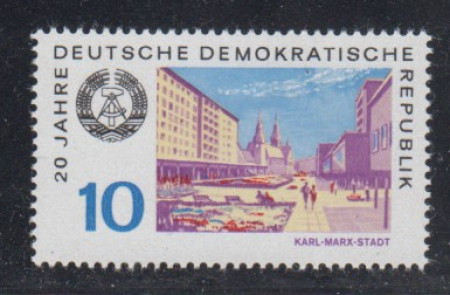 20 JAHRE
DEUTSCHE DEMOKRATISCHE
REPUBLIK
10
KARL-MARX-STADT